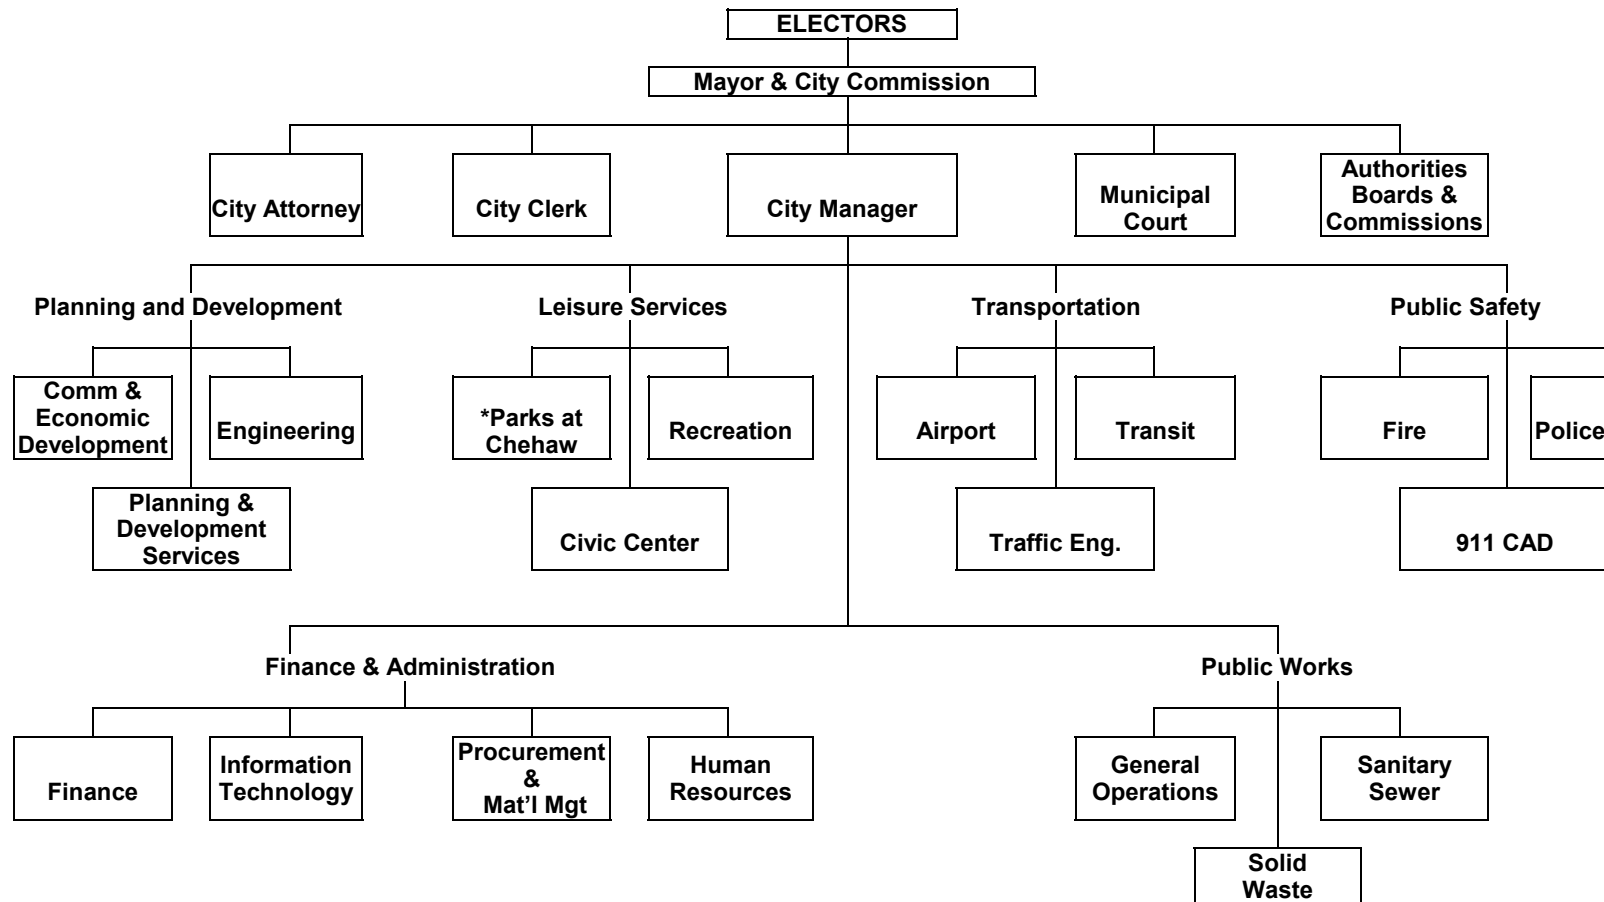 ELECTORS
Mayor & City Commission
City Attorney
City Clerk
City Manager
Municipal
Court
Authorities
Boards &
Commissions
Planning and Development
Leisure Services
Transportation
Public Safety
Comm &
Economic
Development
Engineering
*Parks at
Chehaw
Recreation
Airport
Transit
Fire
Police
Planning &
Development
Services
Civic Center
Traffic Eng.
911 CAD
Finance & Administration
Public Works
Finance
Information
Technology
Procurement
&
Mat’l Mgt
Human
Resources
General
Operations
Sanitary
Sewer
Solid
Waste